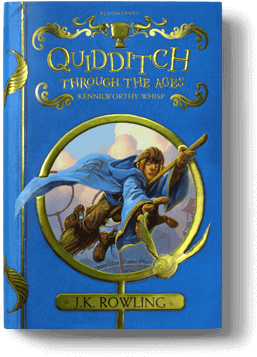 BLOOMSBURY
QUIDDITCH
THROUGH THE AGES
KENNILWORTHY WHISP
J.K. ROWLING